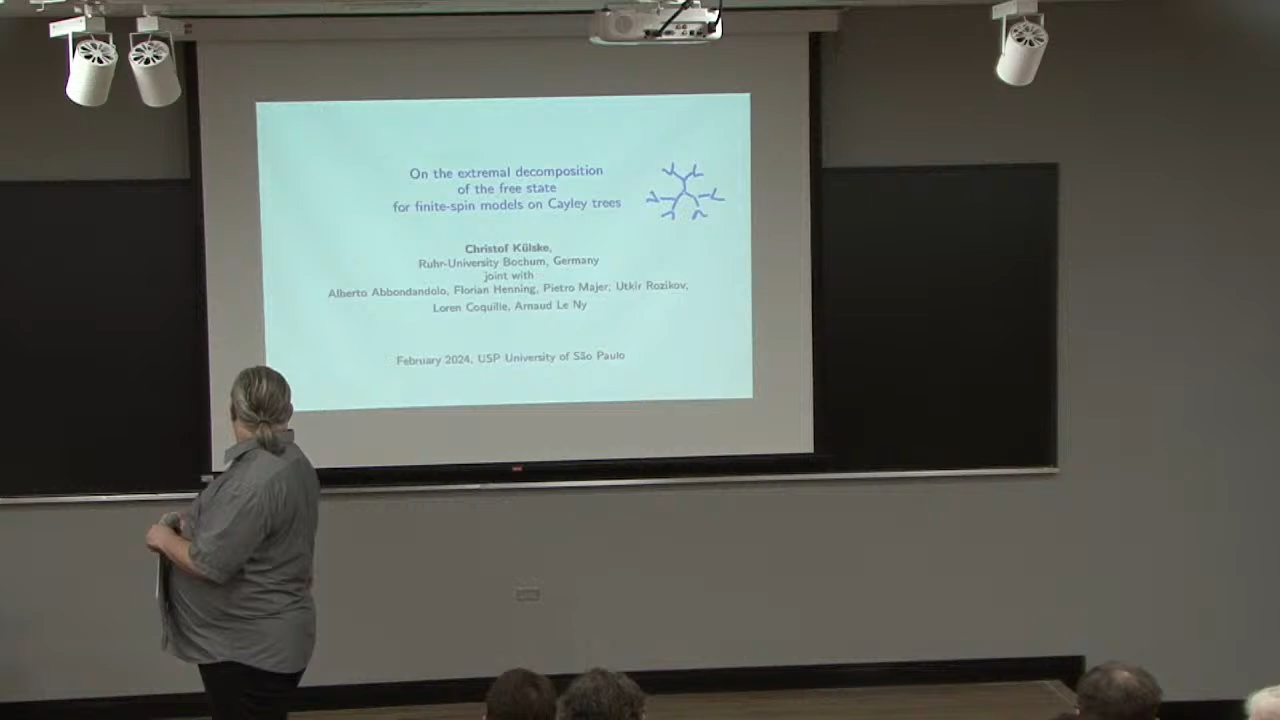 On the extremal decomposition
of the free state
for finite-spin models on Cayley trees
Christof Külske,
Ruhr-University Bochum, Germany
joint with
Alberto Abbondandolo, Florian Henning, Pietro Majer, Utkir Rozikov,
Loren Coquille, Arnaud Le Ny
February 2024, USP University of São Paulo